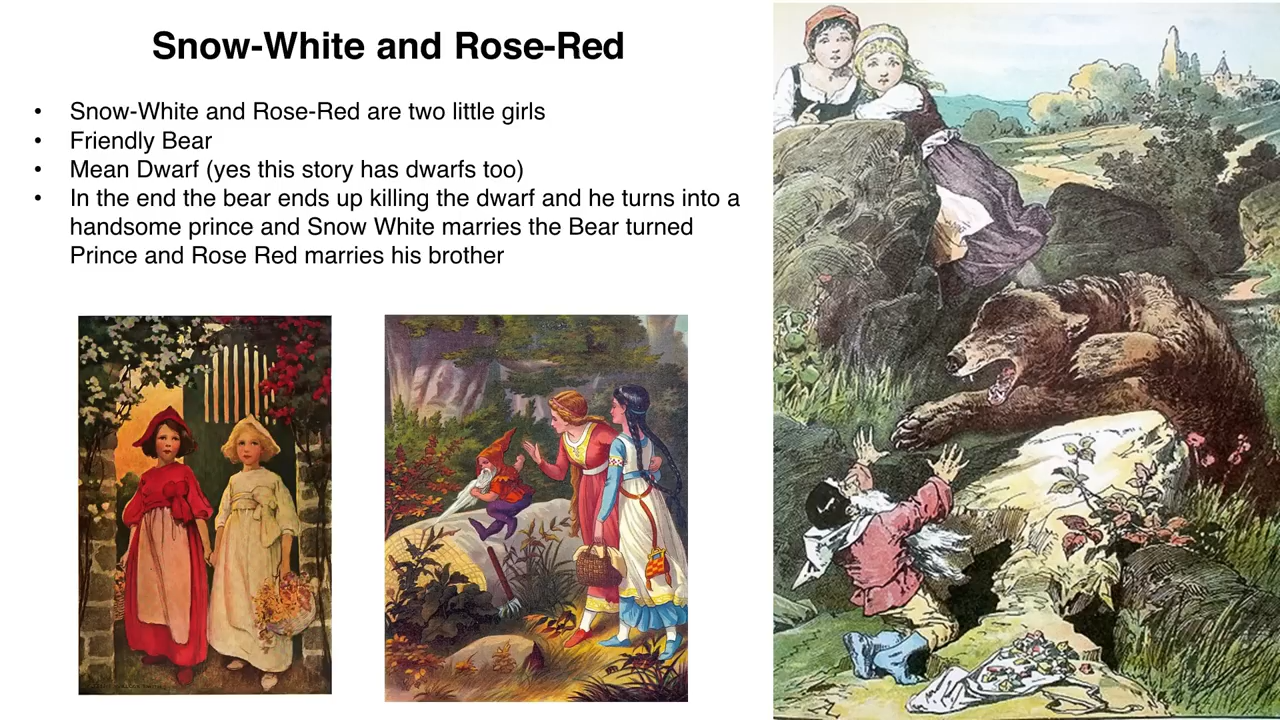 Snow-White and Rose-Red
• Snow-White and Rose-Red are two little girls
• Friendly Bear
• Mean Dwarf (yes this story has dwarfs too)
• In the end the bear ends up killing the dwarf and he turns into a
handsome prince and Snow White marries the Bear turned
Prince and Rose Red marries his brother